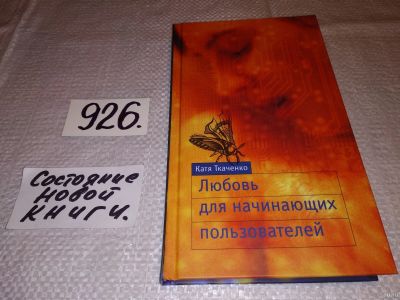 926.
Состояние
новой
книги.
Катя Ткаченко
Любовь
для начинающих
пользователей